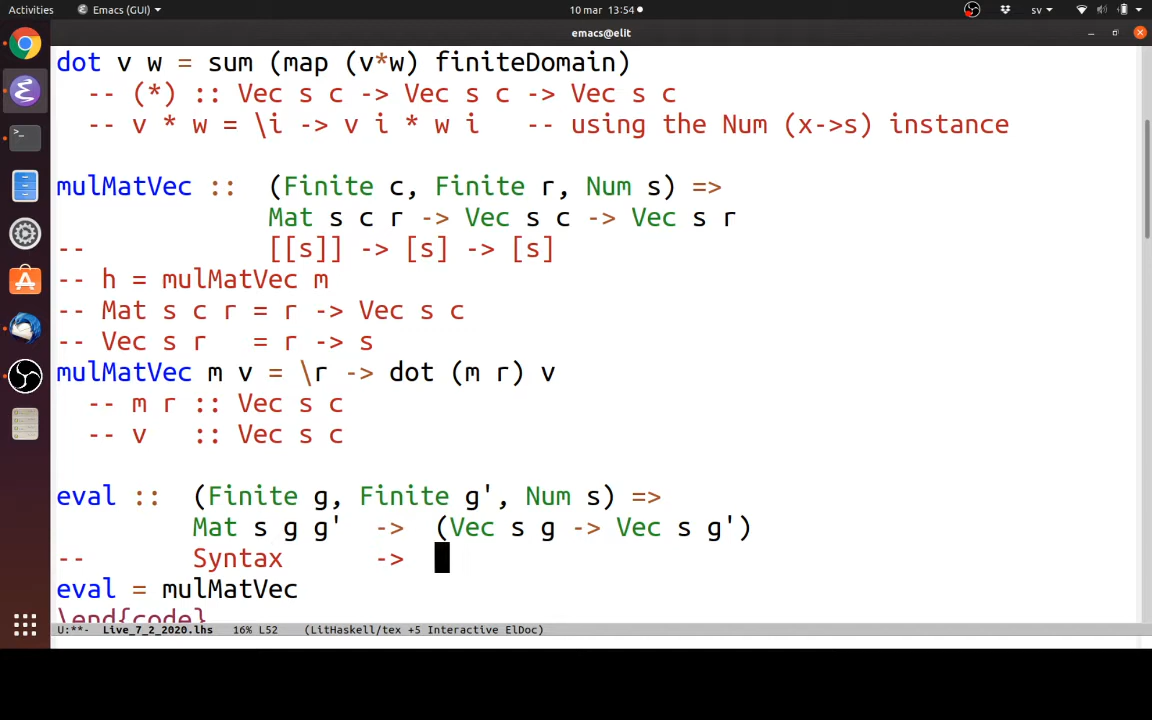 Activities Emacs (GUI) 10 mar 13:54 sv
emacs@elit
dot v w = sum (map (v*w) finiteDomain)
-- (*) :: Vec s c -> Vec s c -> Vec s c
-- v * w = \i -> v i * w i -- using the Num (x->s) instance
mulMatVec :: (Finite c, Finite r, Num s) =>
Mat s c r -> Vec s c -> Vec s r
-- [[s]] -> [s] -> [s]
-- h = mulMatVec m
-- Mat s c r = r -> Vec s c
-- Vec s r = r -> s
mulMatVec m v = \r -> dot (m r) v
-- m r :: Vec s c
-- v :: Vec s c
eval :: (Finite g, Finite g', Num s) =>
Mat s g g' -> (Vec s g -> Vec s g')
-- Syntax ->
eval = mulMatVec
\end{code}
U:**- Live_7_2_2020.lhs 16% L52 (LitHaskell/tex +5 Interactive ElDoc)